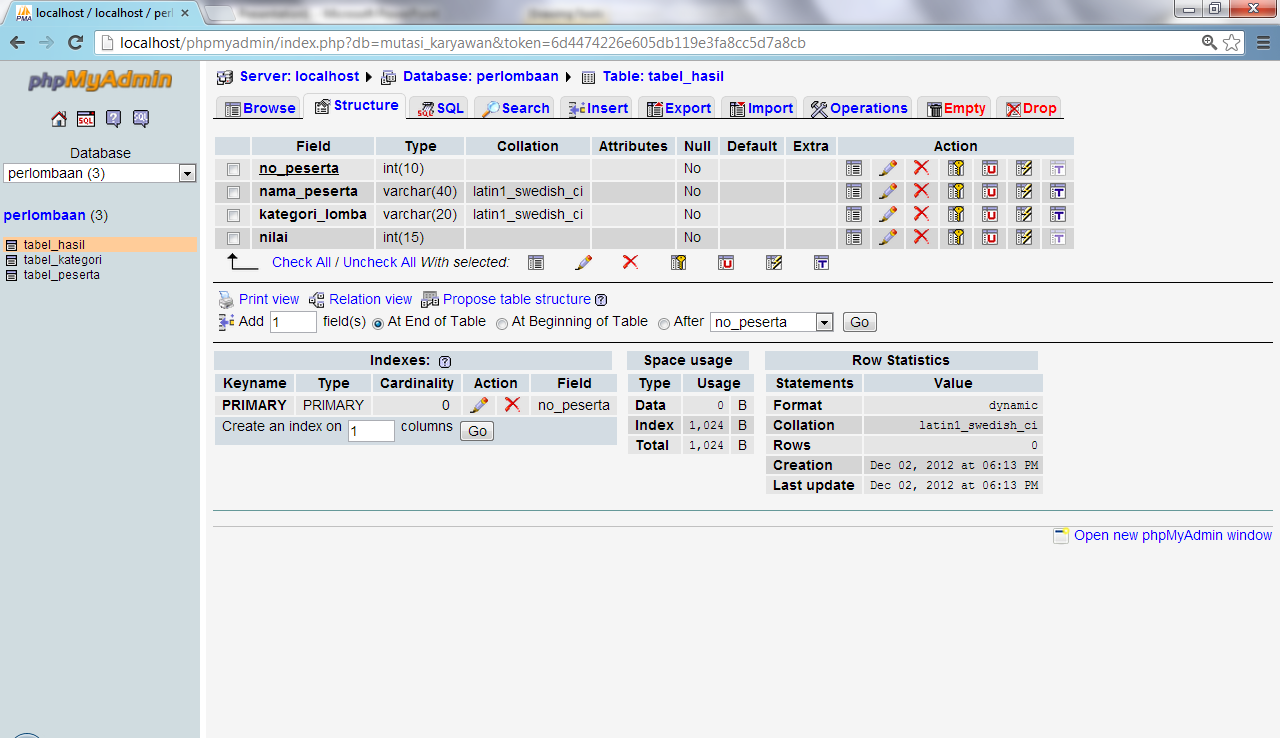 localhost / localhost / perl
Presentations Microsoft PowerPoint Drawing Tools
localhost/phpmyadmin/index.php?db=mutasi_karyawan&token=6d4474226e605db119e3fa8cc5d7a8cb
phpMyAdmin
SQL
Database
perlombaan (3)
perlombaan (3)
tabel_hasil
tabel_kategori
tabel_peserta
Server: localhost Database: perlombaan Table: tabel_hasil
Browse Structure SQL Search Insert Export Import Operations Empty Drop
Field Type Collation Attributes Null Default Extra Action
no_peserta int(10) No
nama_peserta varchar(40) latin1_swedish_ci No
kategori_lomba varchar(20) latin1_swedish_ci No
nilai int(15) No
Check All / Uncheck All With selected:
Print view Relation view Propose table structure
Add 1 field(s) At End of Table At Beginning of Table After no_peserta Go
Indexes:
Keyname Type Cardinality Action Field
PRIMARY PRIMARY 0 no_peserta
Create an index on 1 columns Go
Space usage
Type Usage
Data 0 B
Index 1,024 B
Total 1,024 B
Row Statistics
Statements Value
Format dynamic
Collation latin1_swedish_ci
Rows 0
Creation Dec 02, 2012 at 06:13 PM
Last update Dec 02, 2012 at 06:13 PM
Open new phpMyAdmin window